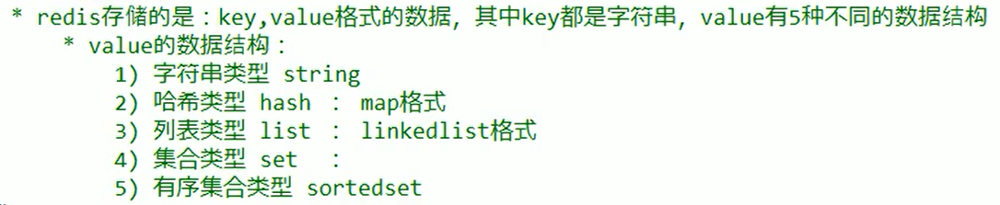 * redis存储的是：key,value格式的数据，其中key都是字符串，value有5种不同的数据结构
* value的数据结构：
1) 字符串类型 string
2) 哈希类型 hash ： map格式
3) 列表类型 list ： linkedlist格式
4) 集合类型 set ：
5) 有序集合类型 sortedset